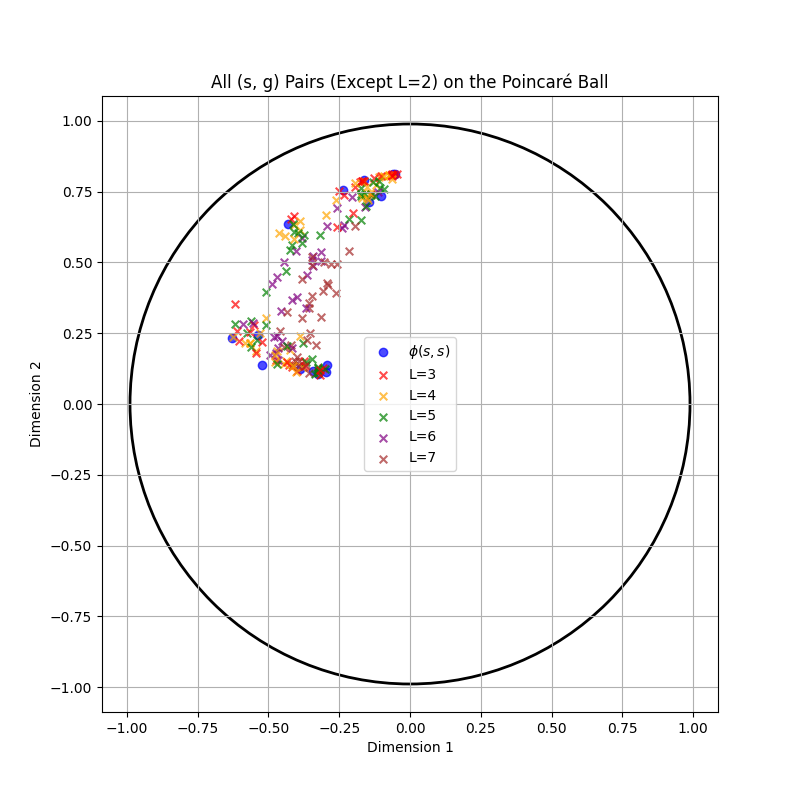 All (s, g) Pairs (Except L=2) on the Poincaré Ball
1.00
0.75
0.50
0.25
0.00
−0.25
−0.50
−0.75
−1.00
Dimension 2
ϕ(s, s)
L=3
L=4
L=5
L=6
L=7
−1.00 −0.75 −0.50 −0.25 0.00 0.25 0.50 0.75 1.00
Dimension 1